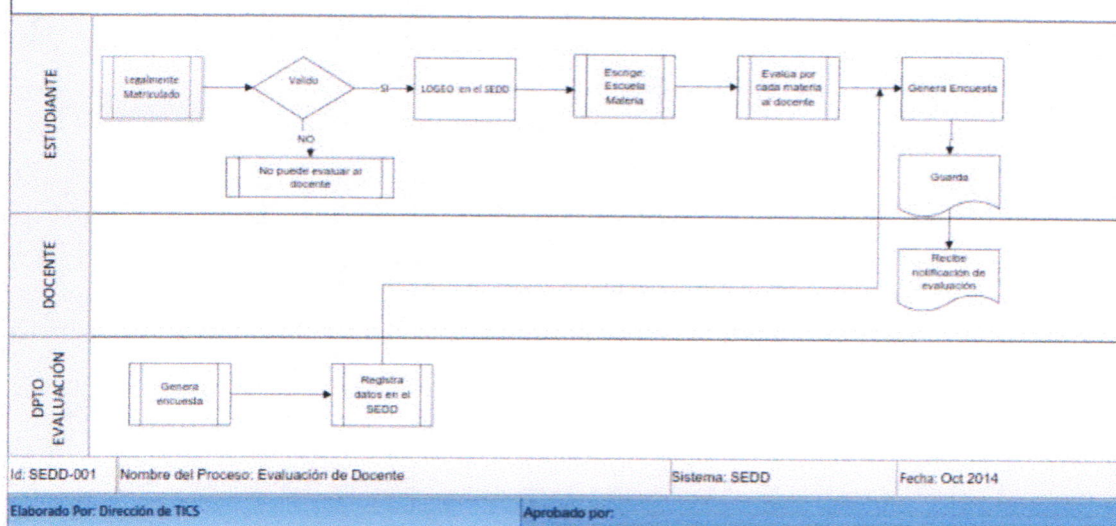 ESTUDIANTE
Legalmente
Matriculado
Valido
SI
NO
No puede evaluar al
docente
LOGEO en el SEDD
Escoge:
Escuela
Materia
Evalúa por
cada materia
al docente
Genera Encuesta
Guarda
DOCENTE
Recibe
notificación de
evaluación
DPTO
EVALUACIÓN
Genera
encuesta
Registra
datos en el
SEDD
Id: SEDD-001
Nombre del Proceso: Evaluación de Docente
Sistema: SEDD
Fecha: Oct 2014
Elaborado Por: Dirección de TICS
Aprobado por: